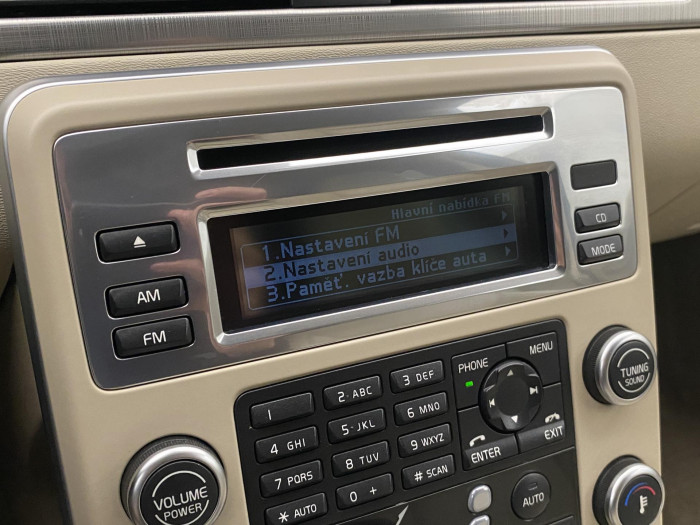 Hlavní nabídka FM
1.Nastavení FM
2.Nastavení audio
3.Paměť. vazba klíče auta
CD
MODE
AM
FM
PHONE
MENU
1
2 ABC
3 DEF
4 GHI
5 JKL
6 MNO
7 PQRS
8 TUV
9 WXYZ
* AUTO
0 +
# SCAN
ENTER
EXIT
TUNING
SOUND
VOLUME
POWER
AUTO